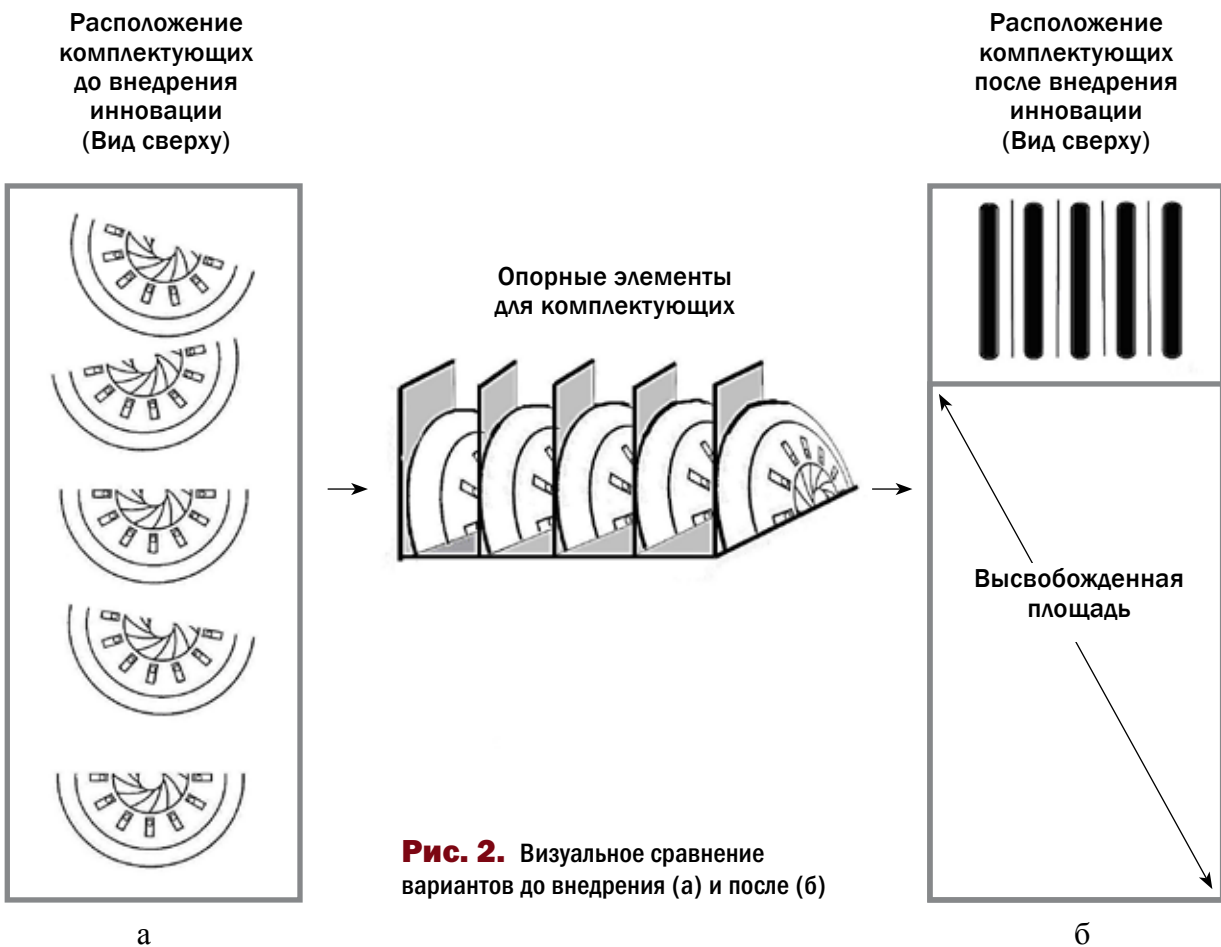 Расположение
комплектующих
до внедрения
инновации
(Вид сверху)
Расположение
комплектующих
после внедрения
инновации
(Вид сверху)
Опорные элементы
для комплектующих
Высвобожденная
площадь
Рис. 2. Визуальное сравнение
вариантов до внедрения (а) и после (б)
а
б